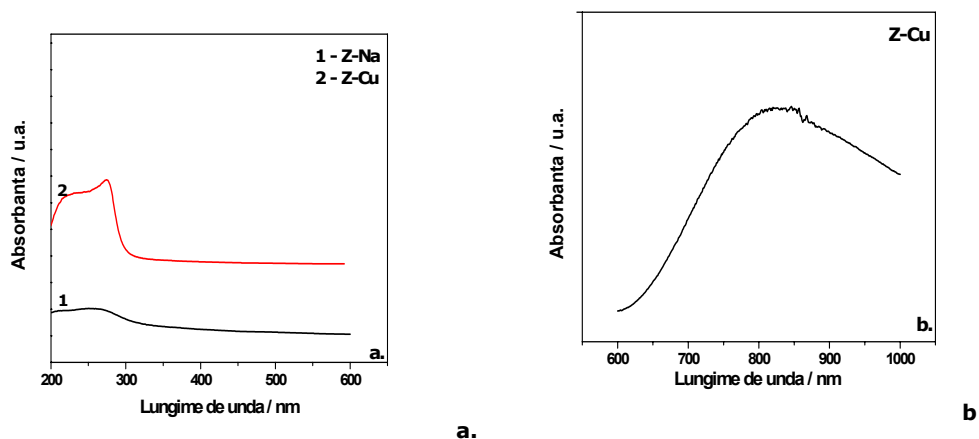 1 - Z-Na
2 - Z-Cu
Absorbanta / u.a.
2
1
a.
200 300 400 500 600
Lungime de unda / nm
a.
Z-Cu
Absorbanta / u.a.
b.
600 700 800 900 1000
Lungime de unda / nm
b